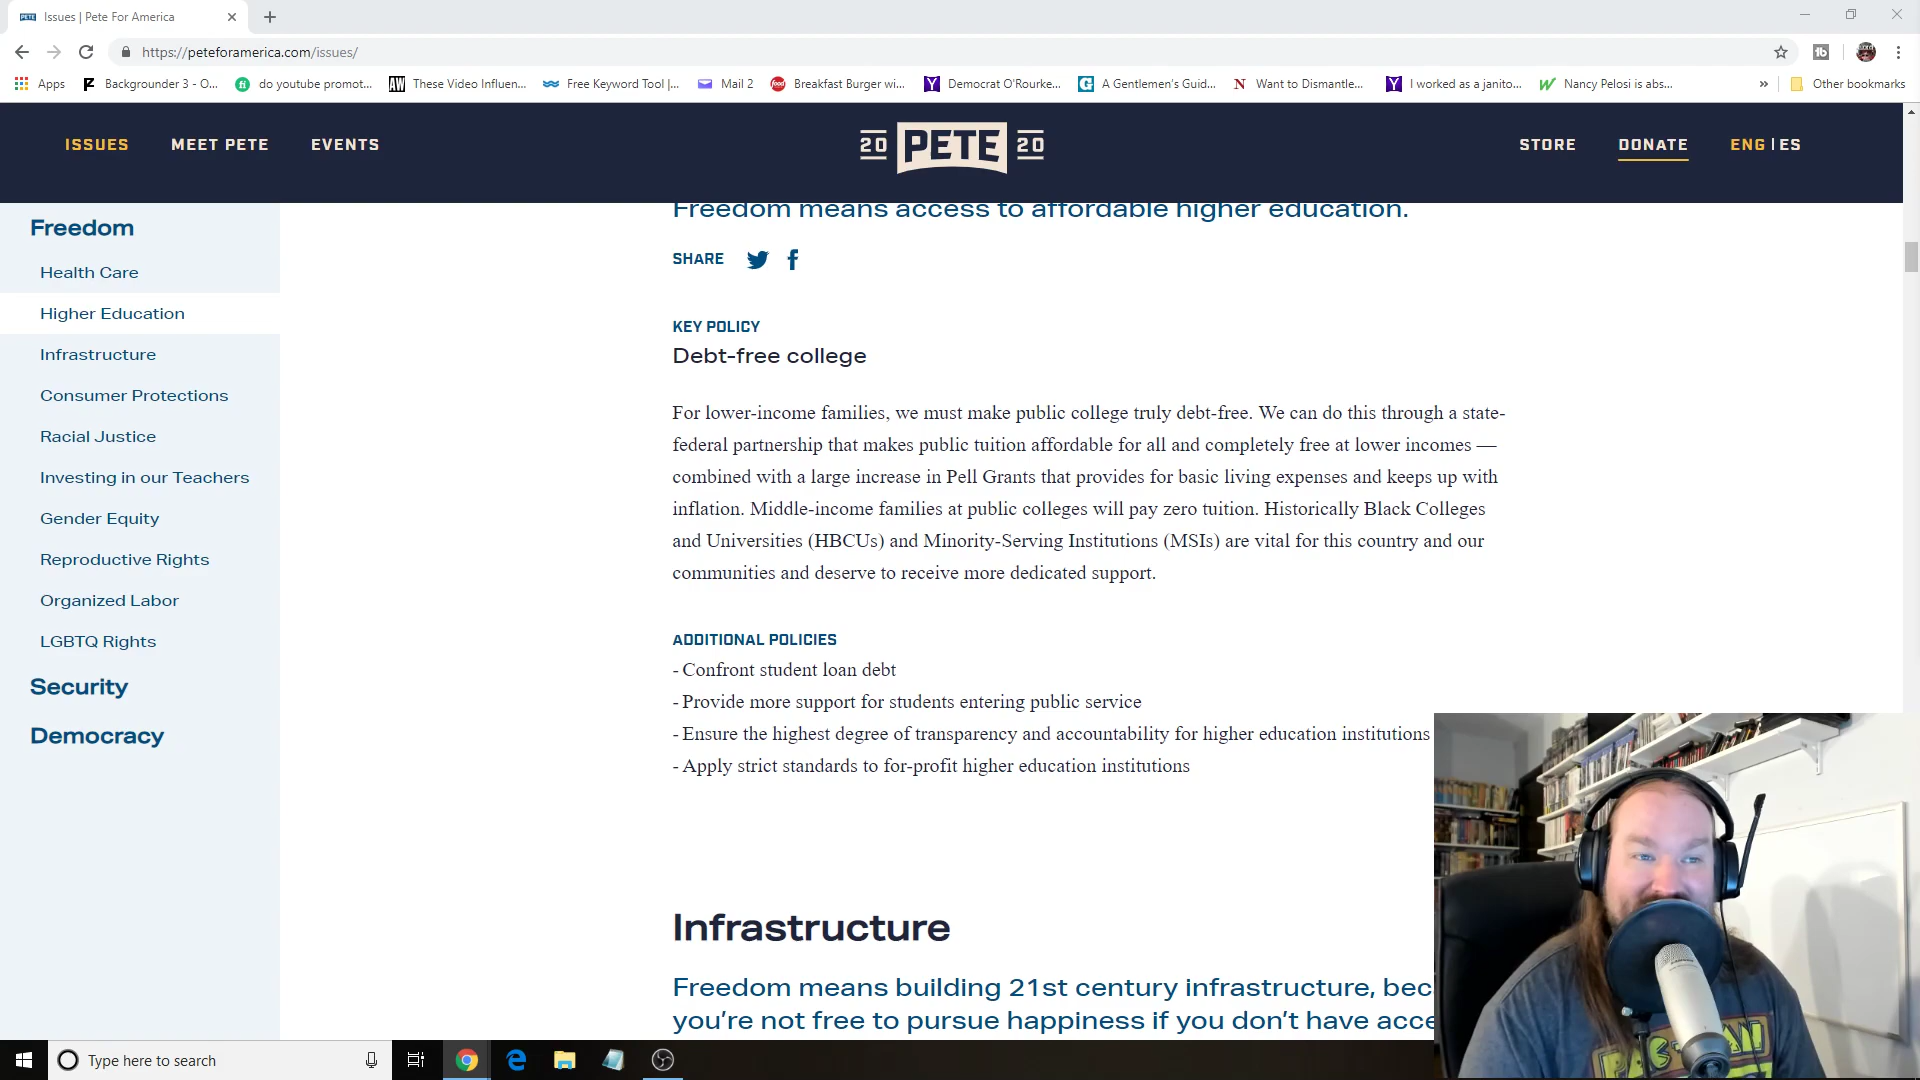 Issues | Pete For America
https://peteforamerica.com/issues/
Apps
Backgrounder 3 - O...
do youtube promot...
These Video Influen...
Free Keyword Tool |...
Mail 2
Breakfast Burger wi...
Democrat O'Rourke...
A Gentlemen's Guid...
Want to Dismantle...
I worked as a janito...
Nancy Pelosi is abs...
» Other bookmarks
ISSUES MEET PETE EVENTS
20 PETE 20
STORE DONATE ENG | ES
Freedom
Health Care
Higher Education
Infrastructure
Consumer Protections
Racial Justice
Investing in our Teachers
Gender Equity
Reproductive Rights
Organized Labor
LGBTQ Rights
Security
Democracy
Freedom means access to affordable higher education.
SHARE
KEY POLICY
Debt-free college
For lower-income families, we must make public college truly debt-free. We can do this through a state-
federal partnership that makes public tuition affordable for all and completely free at lower incomes —
combined with a large increase in Pell Grants that provides for basic living expenses and keeps up with
inflation. Middle-income families at public colleges will pay zero tuition. Historically Black Colleges
and Universities (HBCUs) and Minority-Serving Institutions (MSIs) are vital for this country and our
communities and deserve to receive more dedicated support.
ADDITIONAL POLICIES
- Confront student loan debt
- Provide more support for students entering public service
- Ensure the highest degree of transparency and accountability for higher education institutions
- Apply strict standards to for-profit higher education institutions
Infrastructure
Freedom means building 21st century infrastructure, bec
you're not free to pursue happiness if you don't have acce
Type here to search